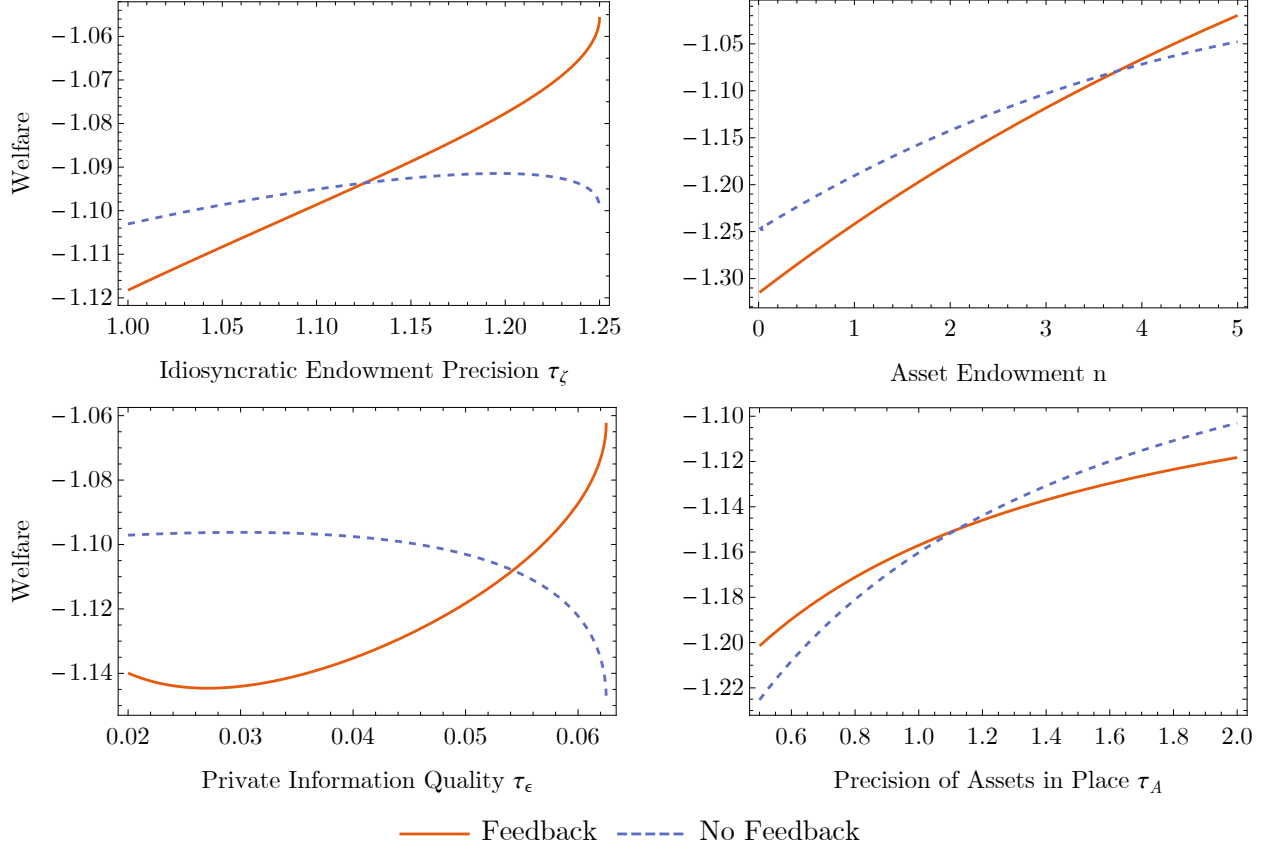 Welfare
−1.06
−1.07
−1.08
−1.09
−1.10
−1.11
−1.12
1.00 1.05 1.10 1.15 1.20 1.25
Idiosyncratic Endowment Precision τ_ζ
−1.05
−1.10
−1.15
−1.20
−1.25
−1.30
0 1 2 3 4 5
Asset Endowment n
Welfare
−1.06
−1.08
−1.10
−1.12
−1.14
0.02 0.03 0.04 0.05 0.06
Private Information Quality τ_ϵ
−1.10
−1.12
−1.14
−1.16
−1.18
−1.20
−1.22
0.6 0.8 1.0 1.2 1.4 1.6 1.8 2.0
Precision of Assets in Place τ_A
Feedback No Feedback